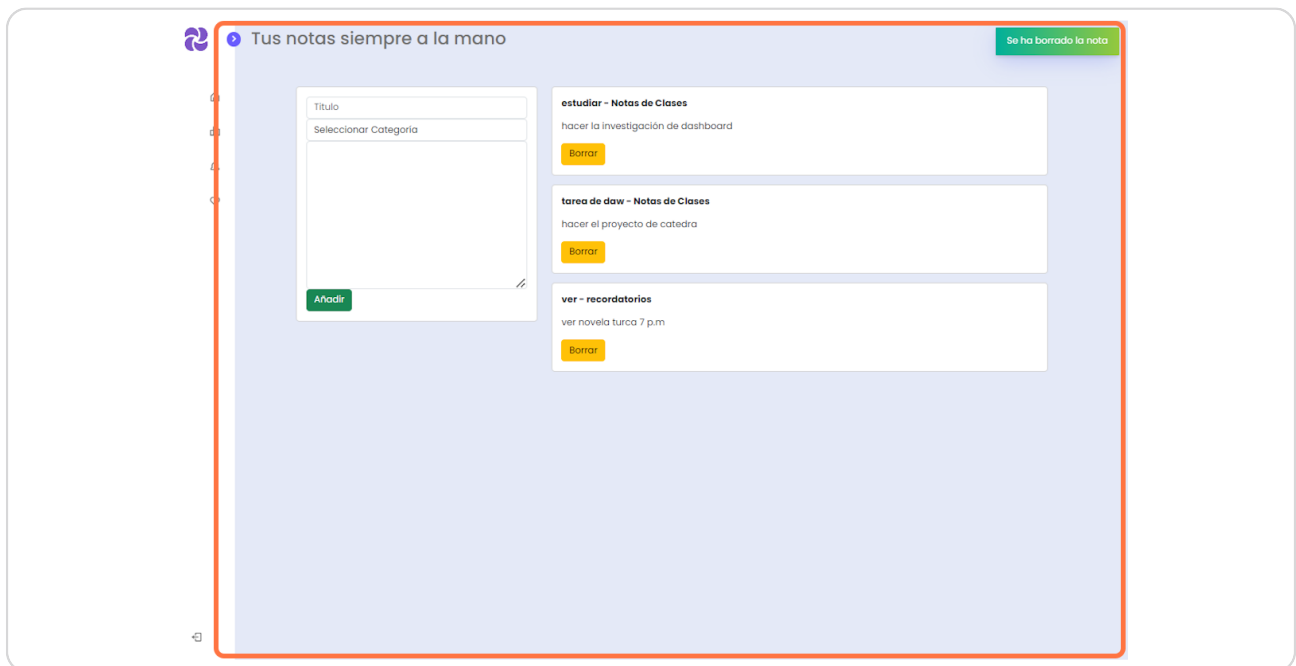 Tus notas siempre a la mano
Se ha borrado la nota
Título
Seleccionar Categoría
Añadir
estudiar - Notas de Clases
hacer la investigación de dashboard
Borrar
tarea de daw - Notas de Clases
hacer el proyecto de catedra
Borrar
ver - recordatorios
ver novela turca 7 p.m
Borrar